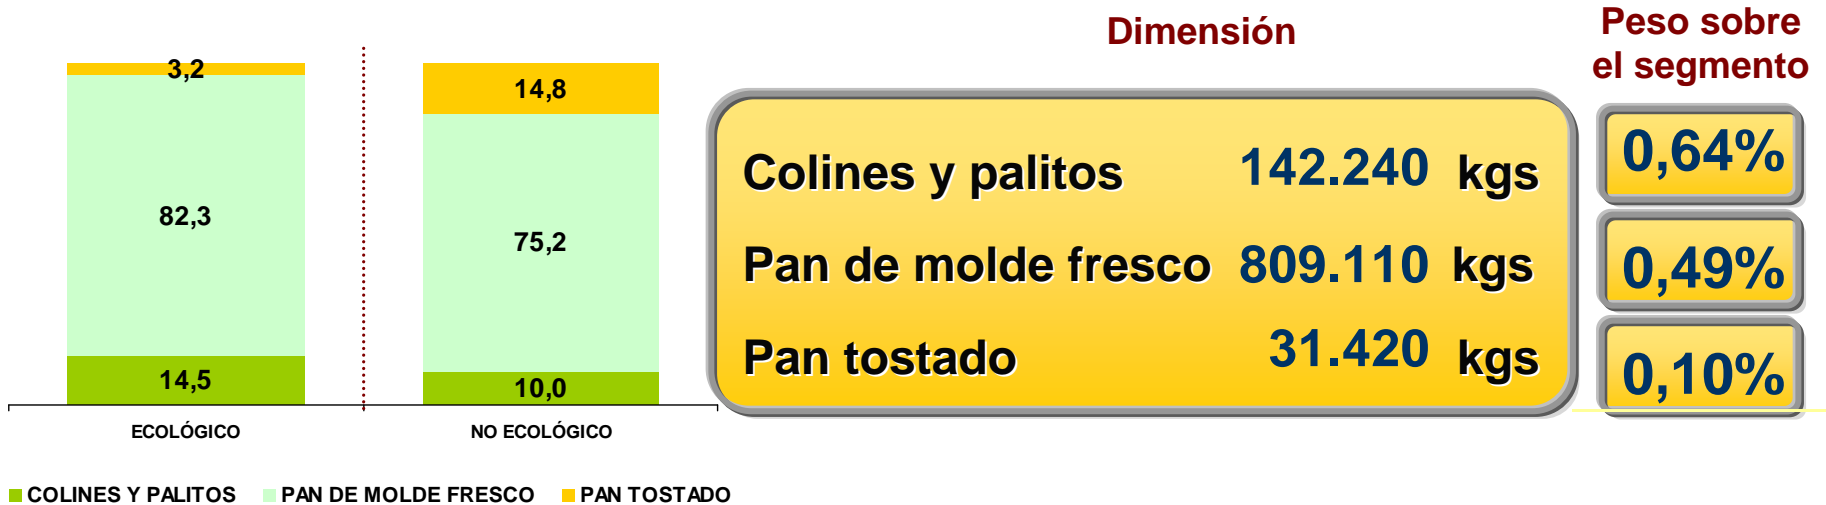 3,2
82,3
14,5
ECOLÓGICO
14,8
75,2
10,0
NO ECOLÓGICO
COLINES Y PALITOS PAN DE MOLDE FRESCO PAN TOSTADO
Dimensión
Colines y palitos 142.240 kgs
Pan de molde fresco 809.110 kgs
Pan tostado 31.420 kgs
Peso sobre
el segmento
0,64%
0,49%
0,10%